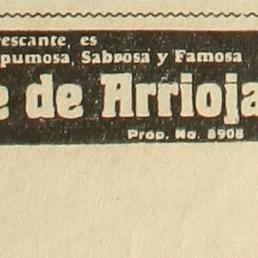 rescante, es
pumosa, Sabrosa y Famosa
e de Arrioja
Prop. No. 8908